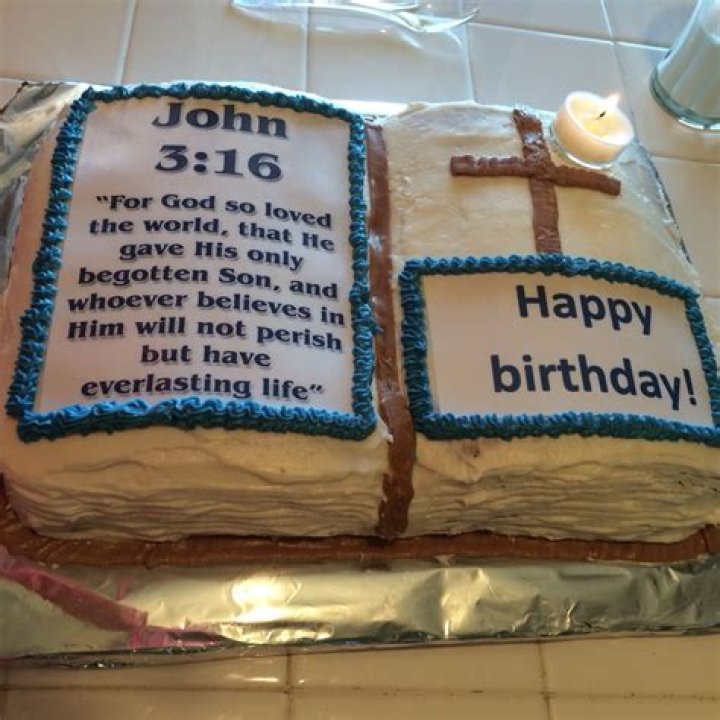 John
3:16
“For God so loved
the world, that He
gave His only
begotten Son, and
whoever believes in
Him will not perish
but have
everlasting life”
Happy
birthday!